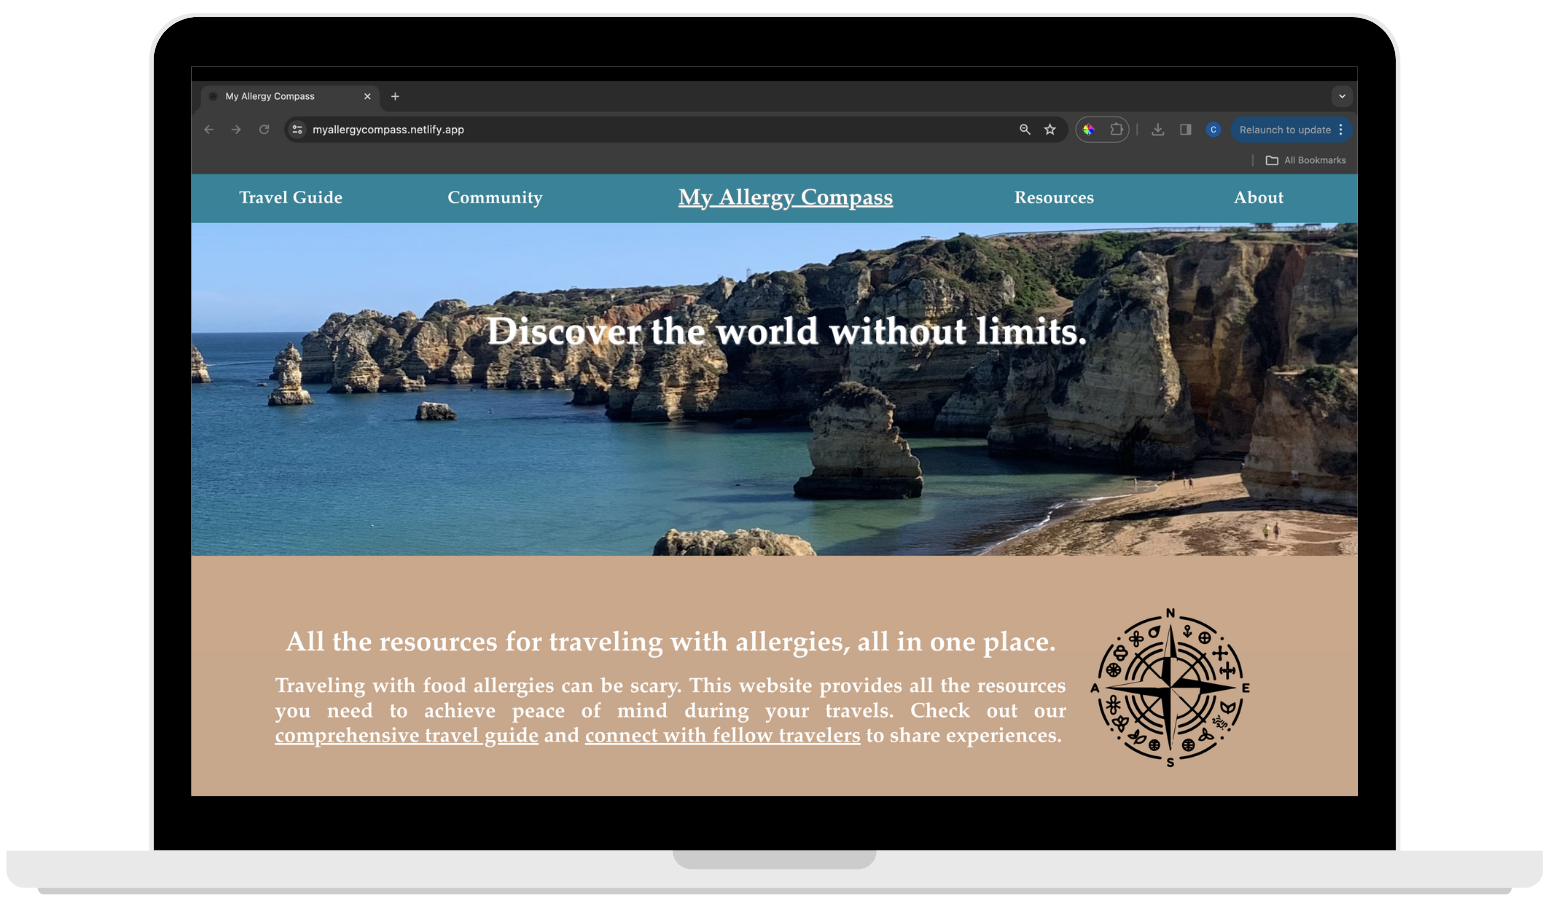 My Allergy Compass
myallergycompass.netlify.app
C
Relaunch to update
All Bookmarks
Travel Guide
Community
My Allergy Compass
Resources
About
Discover the world without limits.
All the resources for traveling with allergies, all in one place.
Traveling with food allergies can be scary. This website provides all the resources
you need to achieve peace of mind during your travels. Check out our
comprehensive travel guide and connect with fellow travelers to share experiences.
N
A
E
S